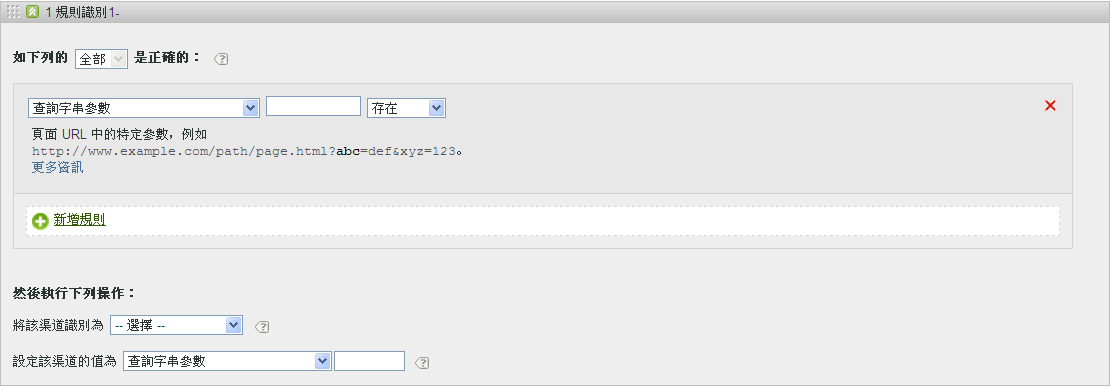 1 規則識別1-
如下列的 全部 是正確的：
查詢字串參數 存在
頁面 URL 中的特定參數，例如
http://www.example.com/path/page.html?abc=def&xyz=123。
更多資訊
新增規則
然後執行下列操作：
將該渠道識別為 -- 選擇 --
設定該渠道的值為 查詢字串參數